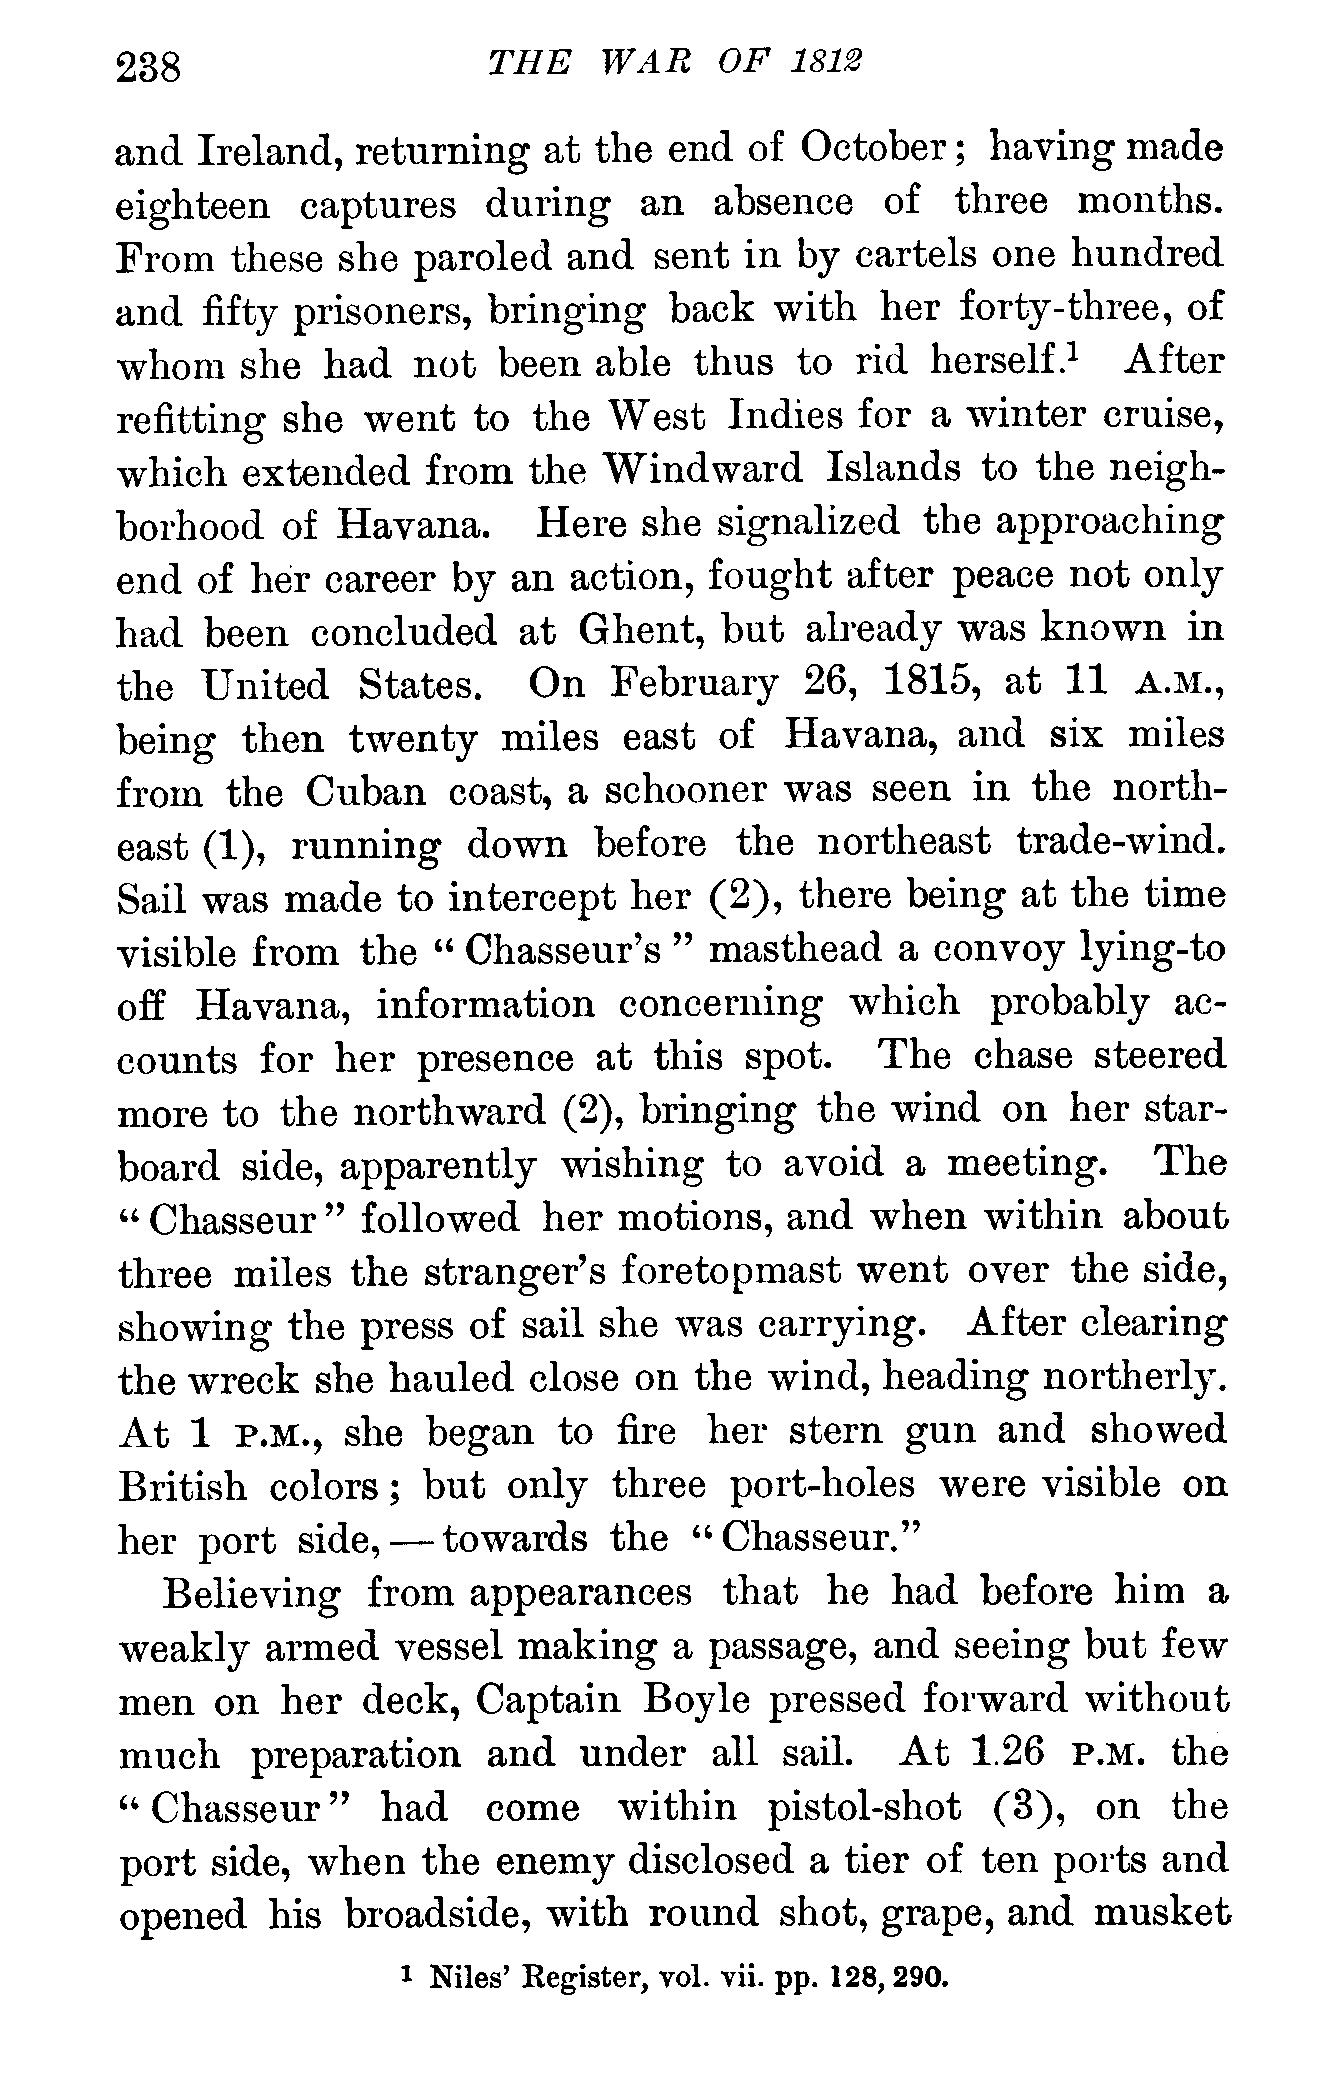 238 THE WAR OF 1812
and Ireland, returning at the end of October; having made
eighteen captures during an absence of three months.
From these she paroled and sent in by cartels one hundred
and fifty prisoners, bringing back with her forty-three, of
whom she had not been able thus to rid herself.¹ After
refitting she went to the West Indies for a winter cruise,
which extended from the Windward Islands to the neigh-
borhood of Havana. Here she signalized the approaching
end of her career by an action, fought after peace not only
had been concluded at Ghent, but already was known in
the United States. On February 26, 1815, at 11 A.M.,
being then twenty miles east of Havana, and six miles
from the Cuban coast, a schooner was seen in the north-
east (1), running down before the northeast trade-wind.
Sail was made to intercept her (2), there being at the time
visible from the “Chasseur’s” masthead a convoy lying-to
off Havana, information concerning which probably ac-
counts for her presence at this spot. The chase steered
more to the northward (2), bringing the wind on her star-
board side, apparently wishing to avoid a meeting. The
“Chasseur” followed her motions, and when within about
three miles the stranger’s foretopmast went over the side,
showing the press of sail she was carrying. After clearing
the wreck she hauled close on the wind, heading northerly.
At 1 P.M., she began to fire her stern gun and showed
British colors; but only three port-holes were visible on
her port side, — towards the “Chasseur.”
Believing from appearances that he had before him a
weakly armed vessel making a passage, and seeing but few
men on her deck, Captain Boyle pressed forward without
much preparation and under all sail. At 1.26 P.M. the
“Chasseur” had come within pistol-shot (3), on the
port side, when the enemy disclosed a tier of ten ports and
opened his broadside, with round shot, grape, and musket
¹ Niles’ Register, vol. vii. pp. 128, 290.